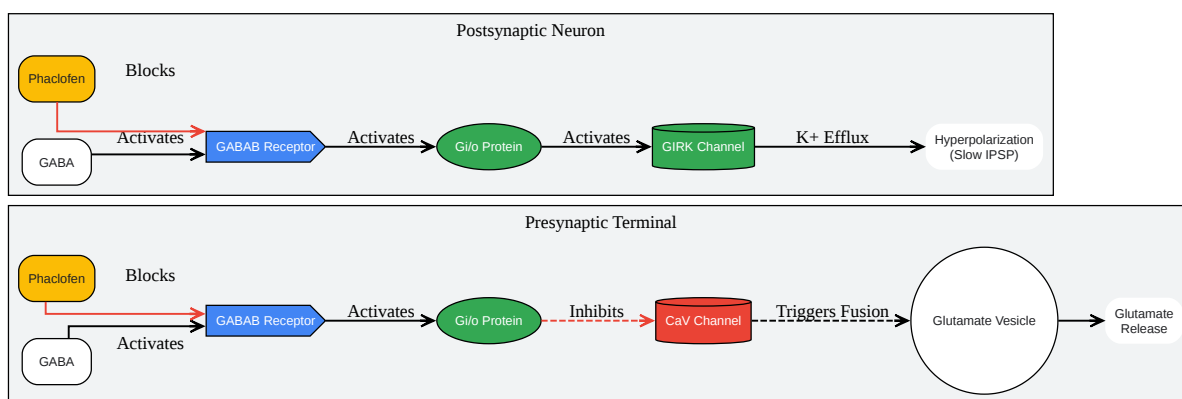 Postsynaptic Neuron
Phaclofen
Blocks
Activates
GABA
GABAB Receptor
Activates
Gi/o Protein
Activates
GIRK Channel
K+ Efflux
Hyperpolarization
(Slow IPSP)
Presynaptic Terminal
Phaclofen
Blocks
GABA
Activates
GABAB Receptor
Activates
Gi/o Protein
Inhibits
CaV Channel
Triggers Fusion
Glutamate Vesicle
Glutamate
Release